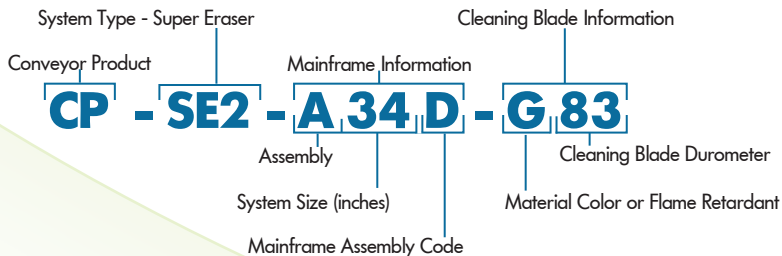 System Type - Super Eraser
Cleaning Blade Information
Conveyor Product
Mainframe Information
CP - SE2 - A 34 D - G 83
Assembly
Cleaning Blade Durometer
System Size (inches)
Material Color or Flame Retardant
Mainframe Assembly Code